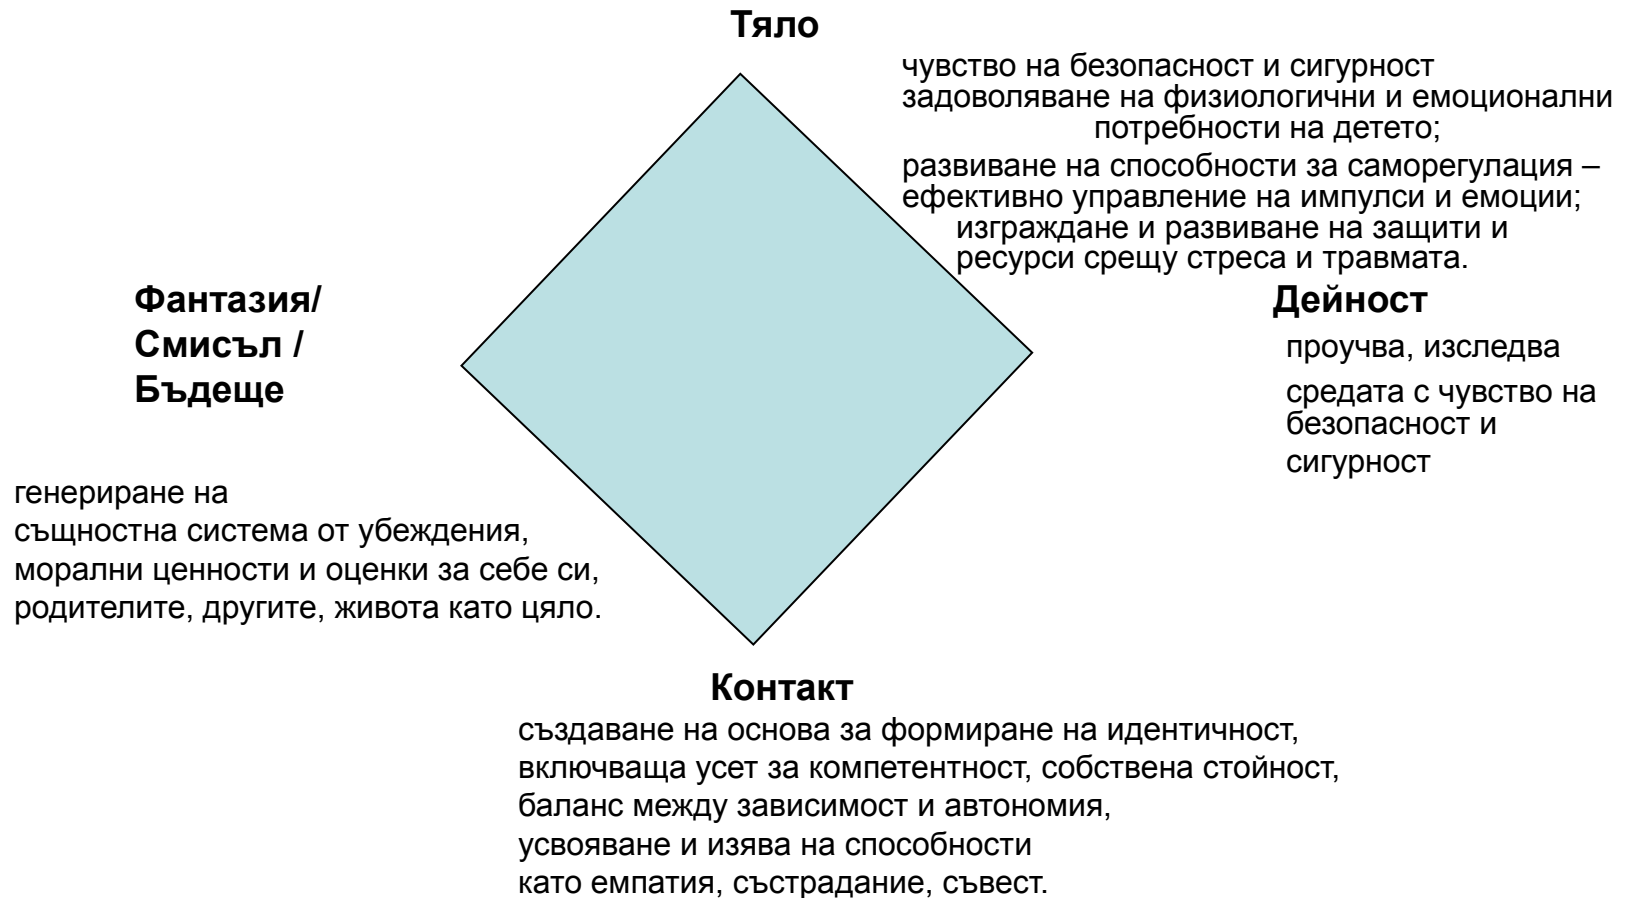 Тяло
чувство на безопасност и сигурност
задоволяване на физиологични и емоционални
потребности на детето;
развиване на способности за саморегулация –
ефективно управление на импулси и емоции;
изграждане и развиване на защити и
ресурси срещу стреса и травмата.
Фантазия/
Смисъл /
Бъдеще
Дейност
проучва, изследва
средата с чувство на
безопасност и
сигурност
генериране на
същностна система от убеждения,
морални ценности и оценки за себе си,
родителите, другите, живота като цяло.
Контакт
създаване на основа за формиране на идентичност,
включваща усет за компетентност, собствена стойност,
баланс между зависимост и автономия,
усвояване и изява на способности
като емпатия, състрадание, съвест.